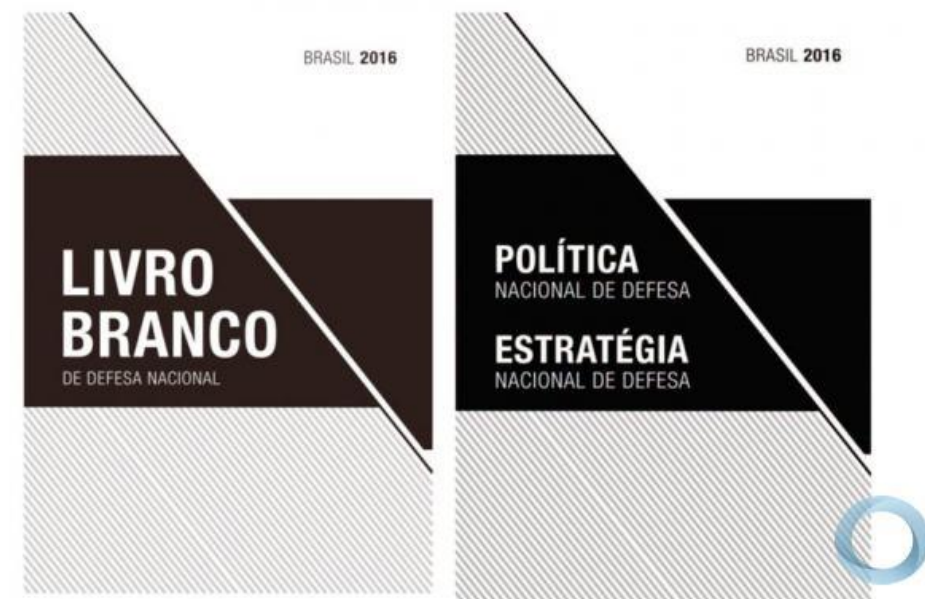 BRASIL 2016
LIVRO
BRANCO
DE DEFESA NACIONAL
BRASIL 2016
POLÍTICA
NACIONAL DE DEFESA
ESTRATÉGIA
NACIONAL DE DEFESA